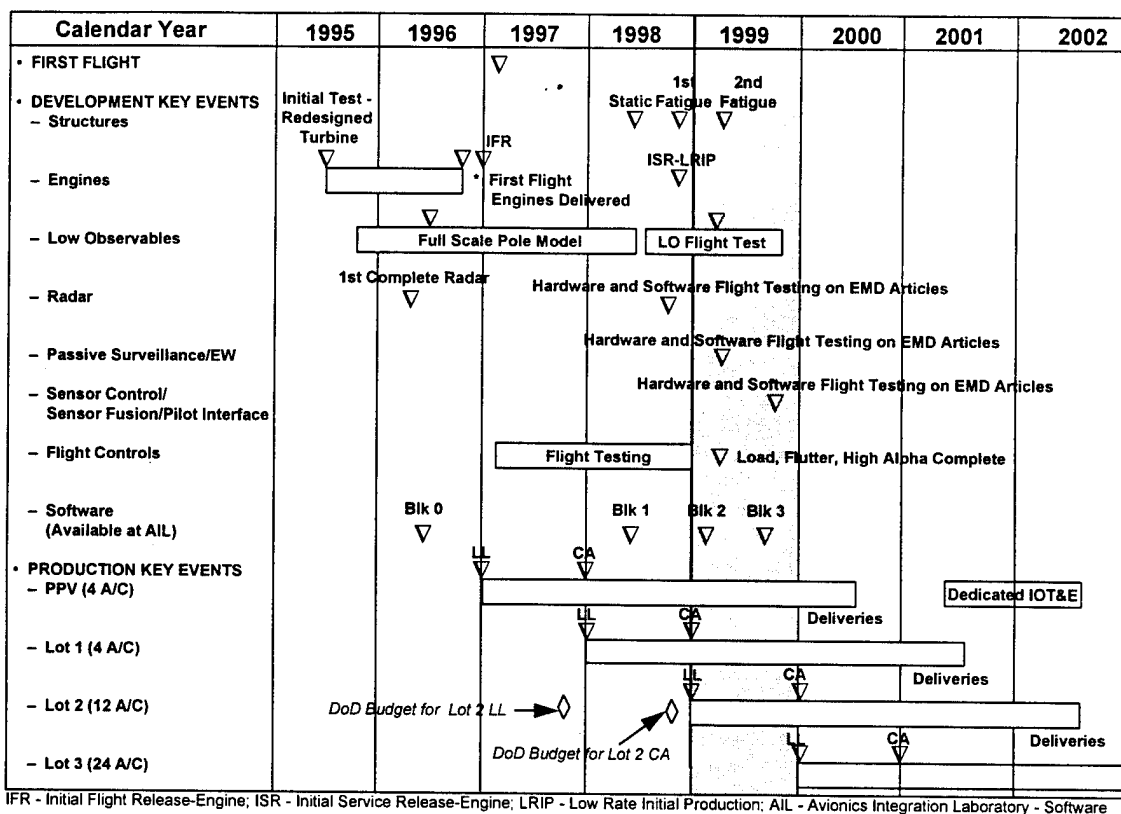 Calendar Year 1995 1996 1997 1998 1999 2000 2001 2002
• FIRST FLIGHT
1st 2nd
• DEVELOPMENT KEY EVENTS Initial Test - Static Fatigue Fatigue
– Structures Redesigned
Turbine IFR
ISR-LRIP
– Engines * First Flight
Engines Delivered
– Low Observables Full Scale Pole Model LO Flight Test
1st Complete Radar Hardware and Software Flight Testing on EMD Articles
– Radar
Hardware and Software Flight Testing on EMD Articles
– Passive Surveillance/EW
– Sensor Control/ Hardware and Software Flight Testing on EMD Articles
Sensor Fusion/Pilot Interface
– Flight Controls Flight Testing Load, Flutter, High Alpha Complete
– Software Blk 0 Blk 1 Blk 2 Blk 3
(Available at AIL)
LL CA
• PRODUCTION KEY EVENTS
– PPV (4 A/C) Dedicated IOT&E
LL CA Deliveries
– Lot 1 (4 A/C)
LL CA Deliveries
– Lot 2 (12 A/C) DoD Budget for Lot 2 LL
LL CA Deliveries
DoD Budget for Lot 2 CA
– Lot 3 (24 A/C)
IFR - Initial Flight Release-Engine; ISR - Initial Service Release-Engine; LRIP - Low Rate Initial Production; AIL - Avionics Integration Laboratory - Software